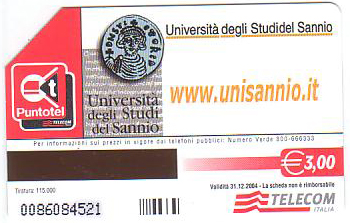 Università degli Studidel Sannio
t
Puntotel
TELECOM
Università
degli Studi
del Sannio
www.unisannio.it
Per informazioni sui prezzi in vigore dai telefoni pubblici: Numero Verde 800-666333
€3,00
Tiratura: 115.000
Validità 31.12.2004 - La scheda non è rimborsabile
0086084521
TELECOM
ITALIA